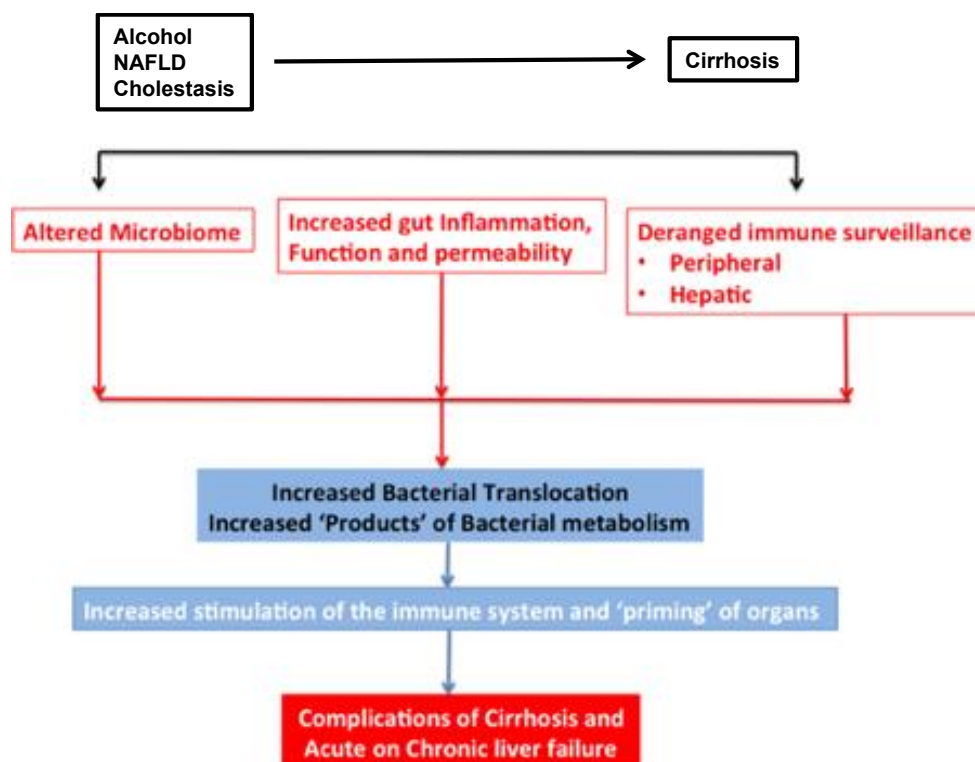 Alcohol
NAFLD
Cholestasis
Cirrhosis
Altered Microbiome
Increased gut Inflammation,
Function and permeability
Deranged immune surveillance
• Peripheral
• Hepatic
Increased Bacterial Translocation
Increased ‘Products’ of Bacterial metabolism
Increased stimulation of the immune system and ‘priming’ of organs
Complications of Cirrhosis and
Acute on Chronic liver failure